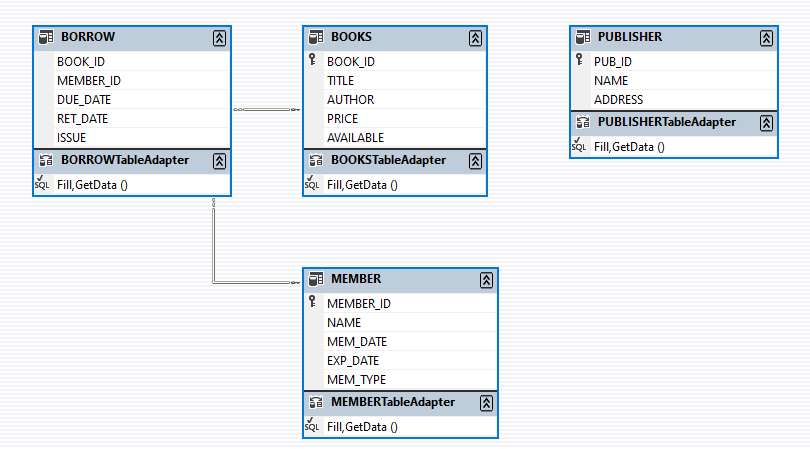 BORROW
BOOK_ID
MEMBER_ID
DUE_DATE
RET_DATE
ISSUE
BORROWTableAdapter
SQL Fill,GetData ()
BOOKS
BOOK_ID
TITLE
AUTHOR
PRICE
AVAILABLE
BOOKSTableAdapter
SQL Fill,GetData ()
PUBLISHER
PUB_ID
NAME
ADDRESS
PUBLISHERTableAdapter
SQL Fill,GetData ()
MEMBER
MEMBER_ID
NAME
MEM_DATE
EXP_DATE
MEM_TYPE
MEMBERTableAdapter
SQL Fill,GetData ()